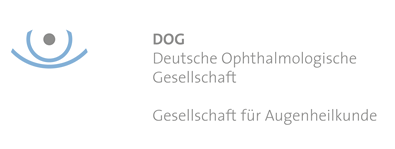 DOG
Deutsche Ophthalmologische
Gesellschaft
Gesellschaft für Augenheilkunde